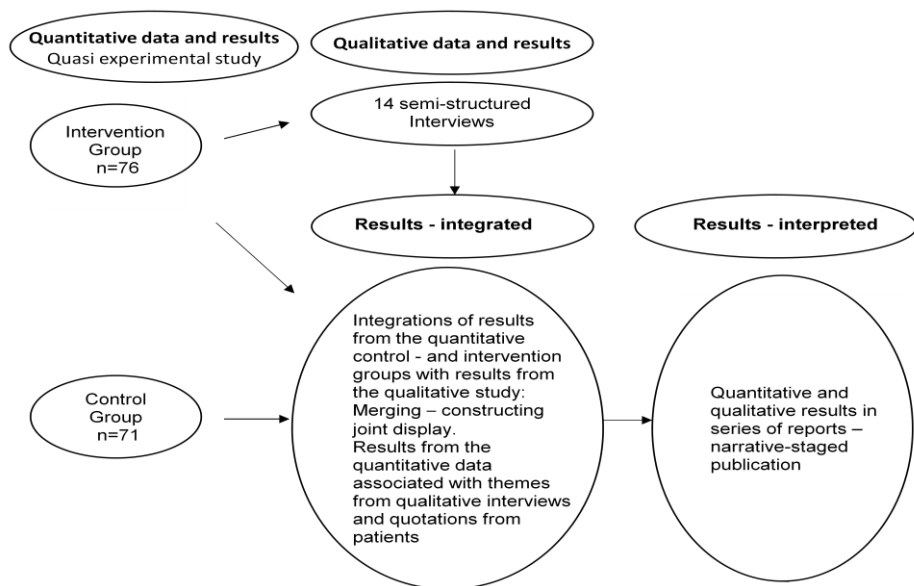 Quantitative data and results
Quasi experimental study
Qualitative data and results
14 semi-structured
Interviews
Intervention
Group
n=76
Results - integrated
Results - interpreted
Integrations of results
from the quantitative
control - and intervention
groups with results from
the qualitative study:
Merging – constructing
joint display.
Results from the
quantitative data
associated with themes
from qualitative interviews
and quotations from
patients
Control
Group
n=71
Quantitative and
qualitative results in
series of reports –
narrative-staged
publication